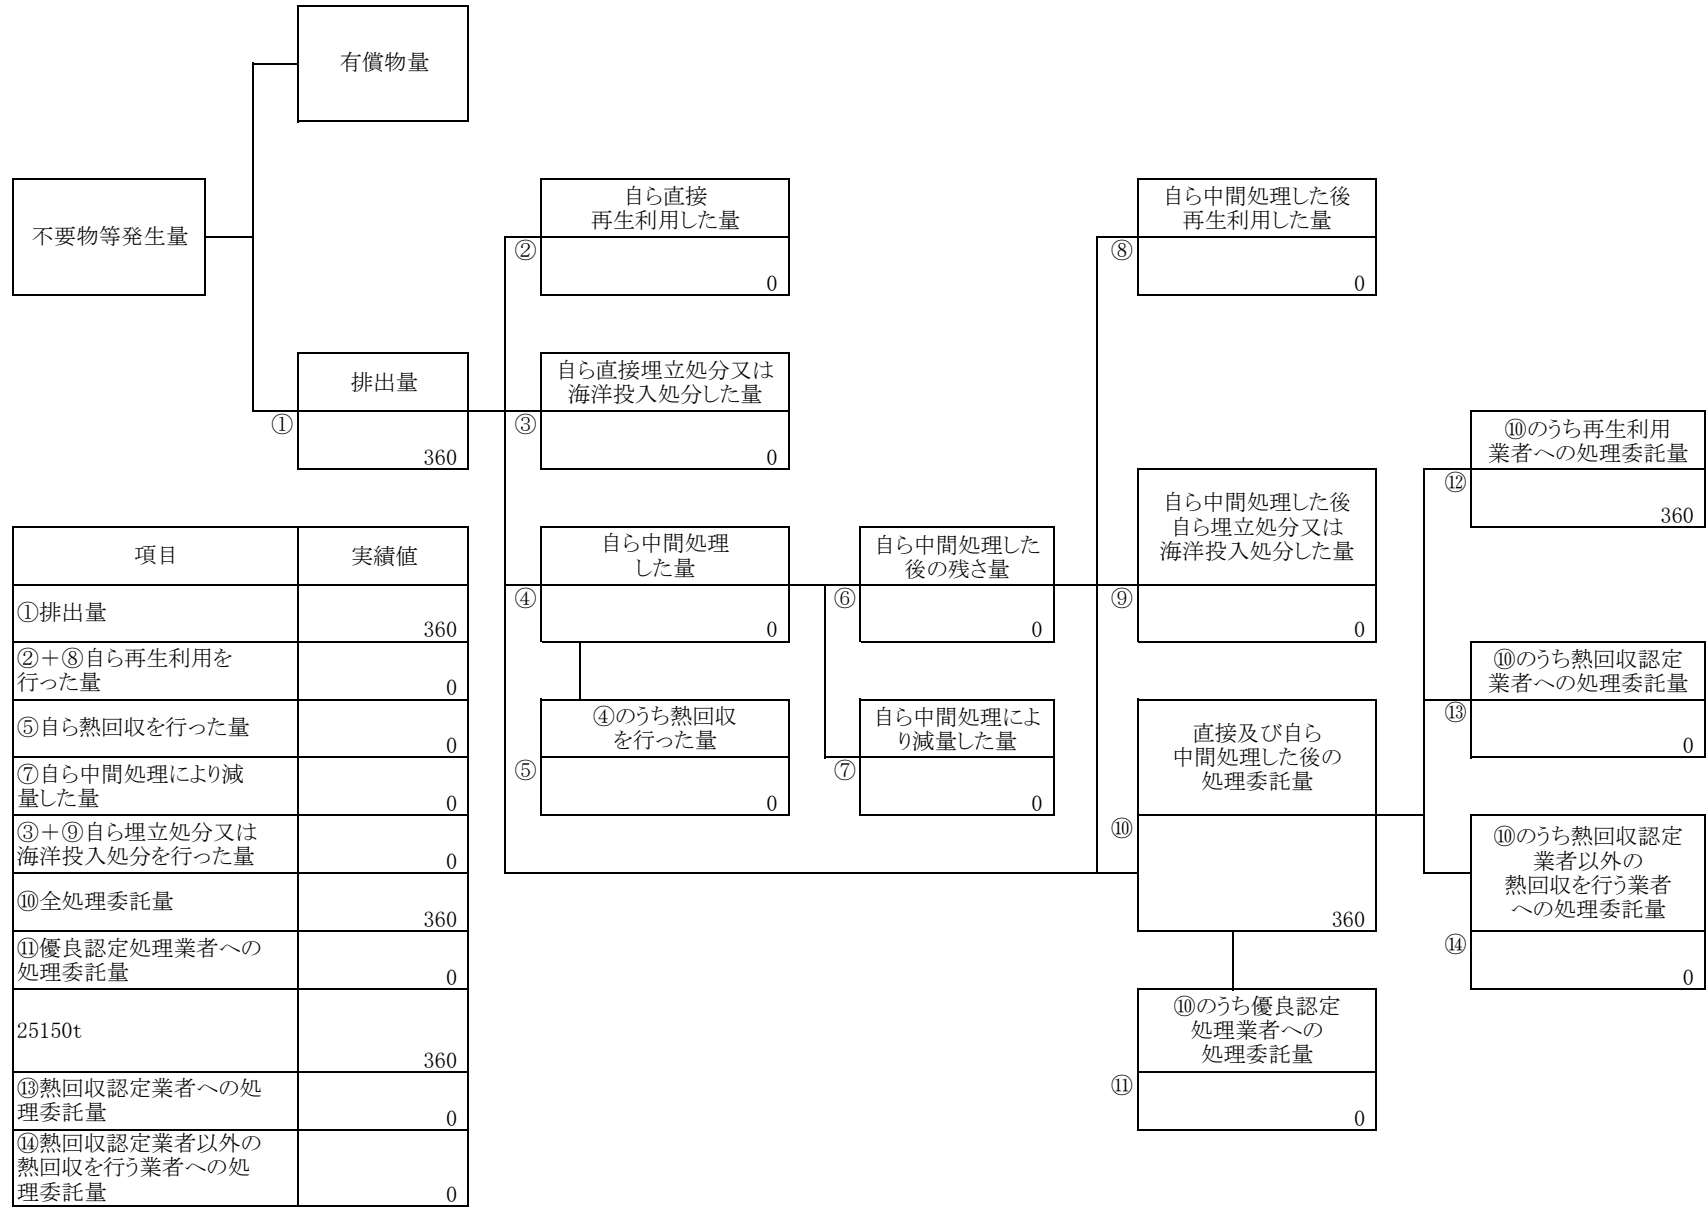 有償物量
不要物等発生量
自ら直接
再生利用した量
②
0
自ら中間処理した後
再生利用した量
⑧
0
排出量
①
360
自ら直接埋立処分又は
海洋投入処分した量
③
0
⑩のうち再生利用
業者への処理委託量
⑫
360
自ら中間処理した後
自ら埋立処分又は
海洋投入処分した量
⑨
0
自ら中間処理
した量
④
0
自ら中間処理した
後の残さ量
⑥
0
⑩のうち熱回収認定
業者への処理委託量
⑬
0
④のうち熱回収
を行った量
⑤
0
自ら中間処理によ
り減量した量
⑦
0
直接及び自ら
中間処理した後の
処理委託量
⑩
360
⑩のうち熱回収認定
業者以外の
熱回収を行う業者
への処理委託量
⑭
0
⑩のうち優良認定
処理業者への
処理委託量
⑪
0
項目 実績値
①排出量
360
②＋⑧自ら再生利用を
行った量
0
⑤自ら熱回収を行った量
0
⑦自ら中間処理により減
量した量
0
③＋⑨自ら埋立処分又は
海洋投入処分を行った量
0
⑩全処理委託量
360
⑪優良認定処理業者への
処理委託量
0
25150t
360
⑬熱回収認定業者への処
理委託量
0
⑭熱回収認定業者以外の
熱回収を行う業者への処
理委託量
0